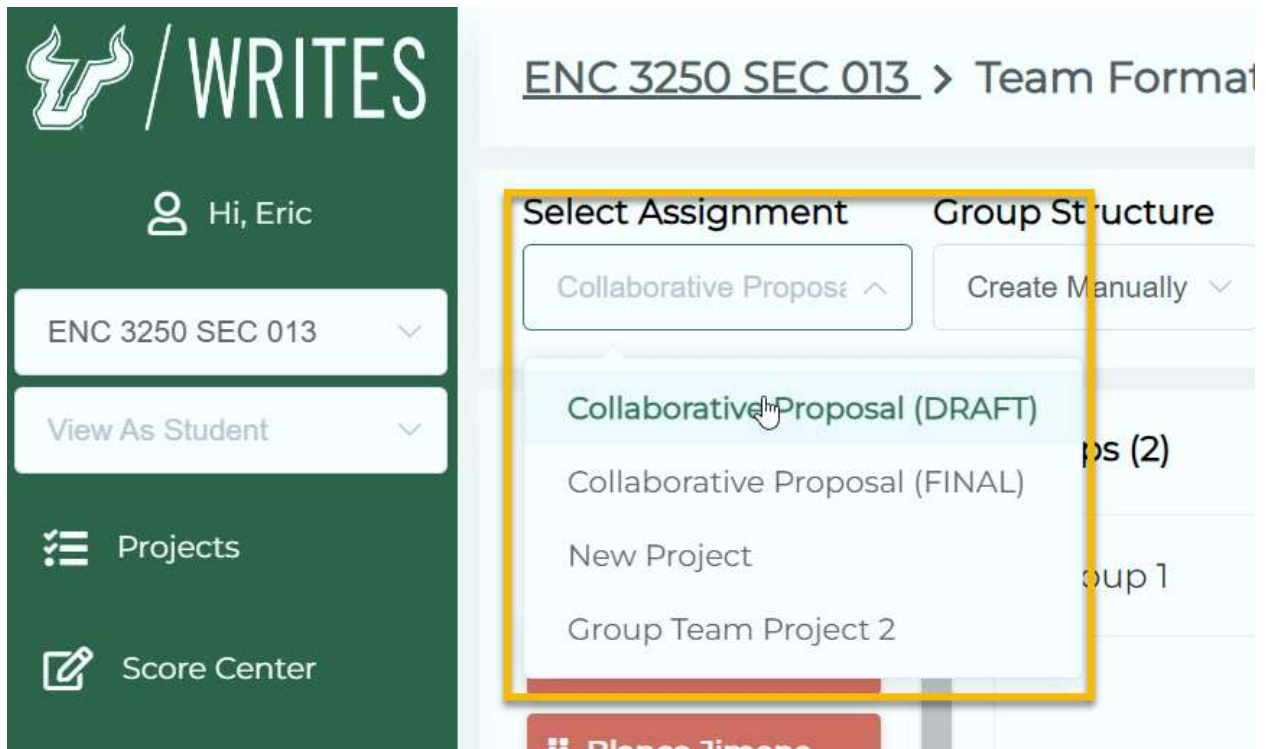 / WRITES
Hi, Eric
ENC 3250 SEC 013
View As Student
Projects
Score Center
ENC 3250 SEC 013 > Team Format
Select Assignment
Group Structure
Collaborative Proposa
Create Manually
Collaborative Proposal (DRAFT)
Collaborative Proposal (FINAL)
New Project
Group Team Project 2
ps (2)
oup 1